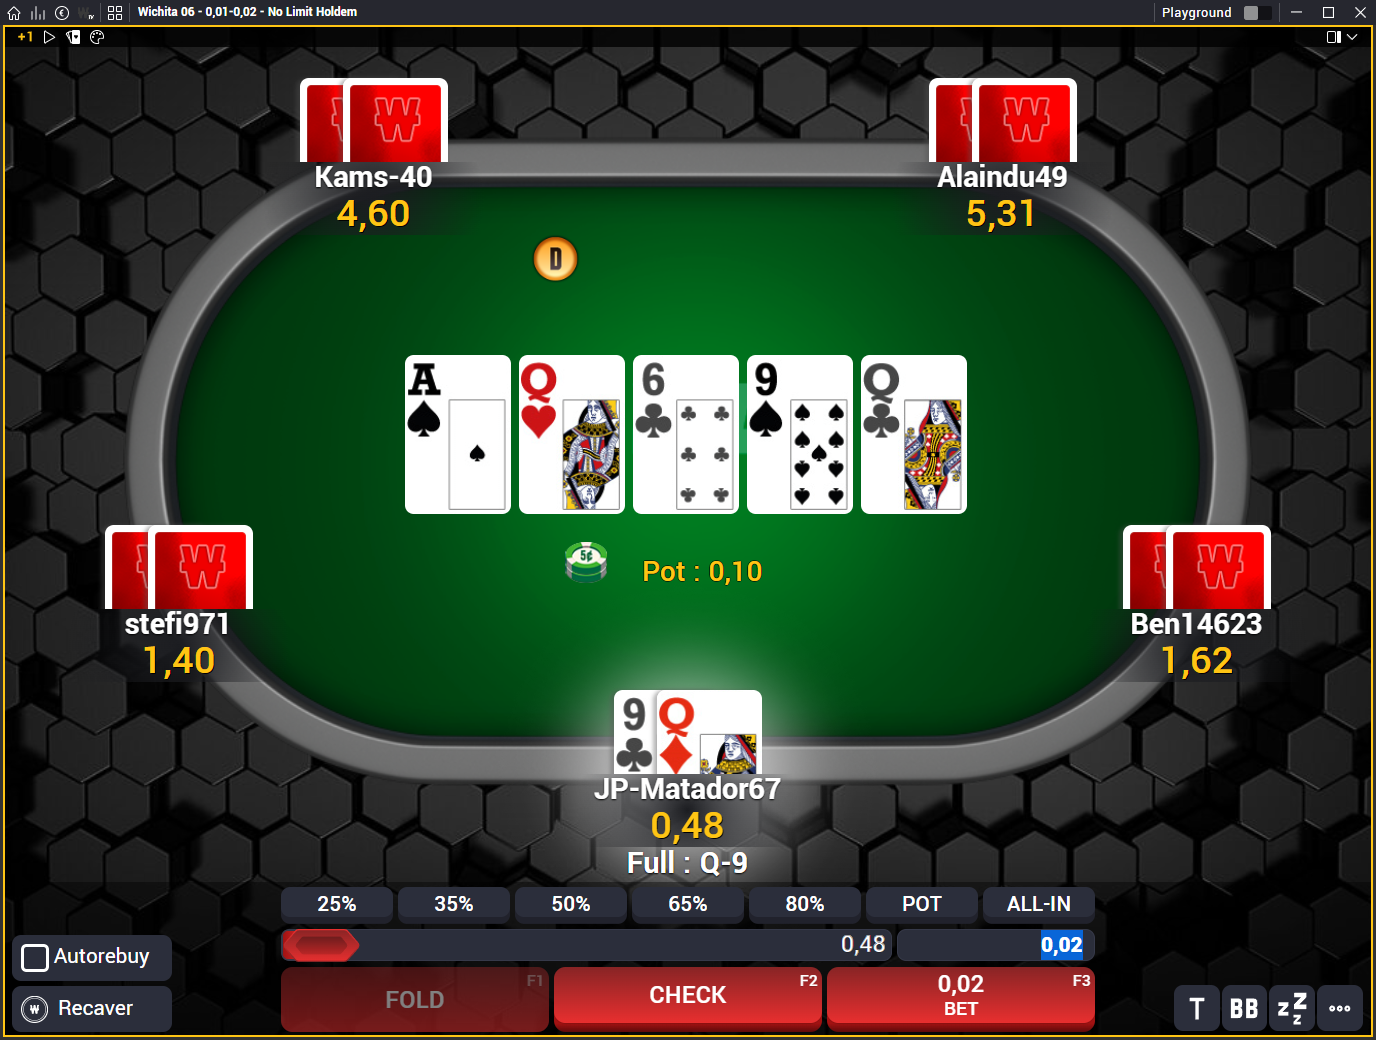 Wichita 06 - 0,01-0,02 - No Limit Holdem
Playground
+1
Kams-40
4,60
Alaindu49
5,31
D
A
Q
6
9
Q
5¢
Pot : 0,10
stefi971
1,40
Ben14623
1,62
9
Q
JP-Matador67
0,48
Full : Q-9
25%
35%
50%
65%
80%
POT
ALL-IN
0,48
0,02
Autorebuy
Recaver
FOLD F1
CHECK F2
0,02 F3
BET
T
BB
z Z z